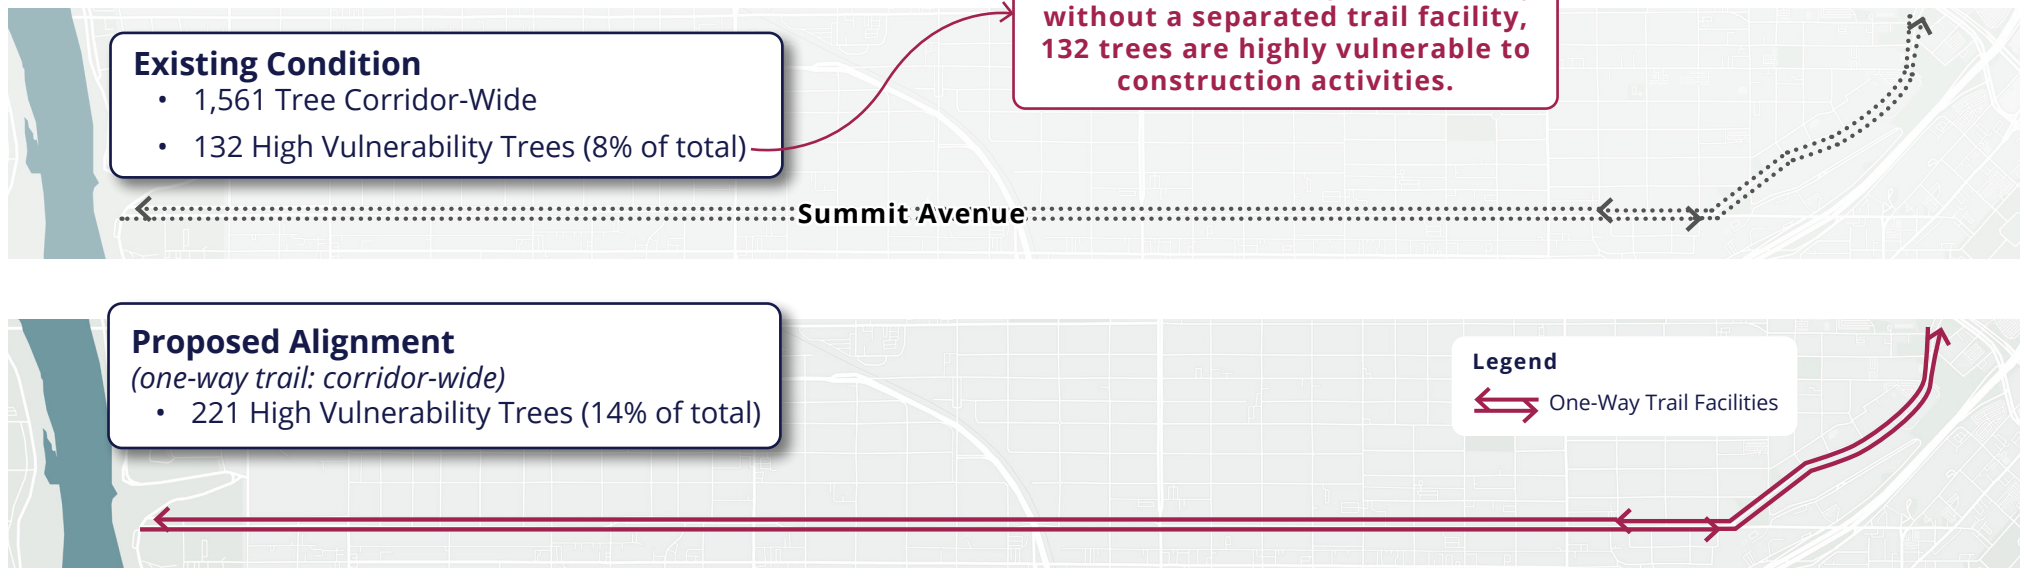 without a separated trail facility,
132 trees are highly vulnerable to
construction activities.
Existing Condition
• 1,561 Tree Corridor-Wide
• 132 High Vulnerability Trees (8% of total)
Summit Avenue
Proposed Alignment
(one-way trail: corridor-wide)
• 221 High Vulnerability Trees (14% of total)
Legend
One-Way Trail Facilities